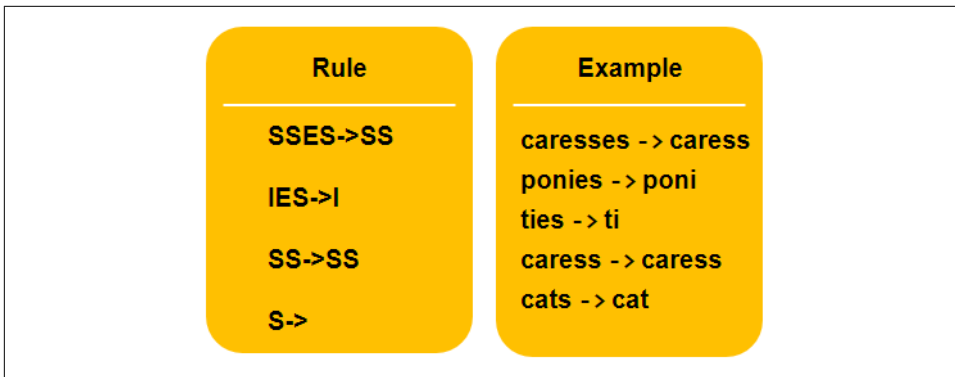 Rule
SSES->SS
IES->I
SS->SS
S->
Example
caresses -> caress
ponies -> poni
ties -> ti
caress -> caress
cats -> cat